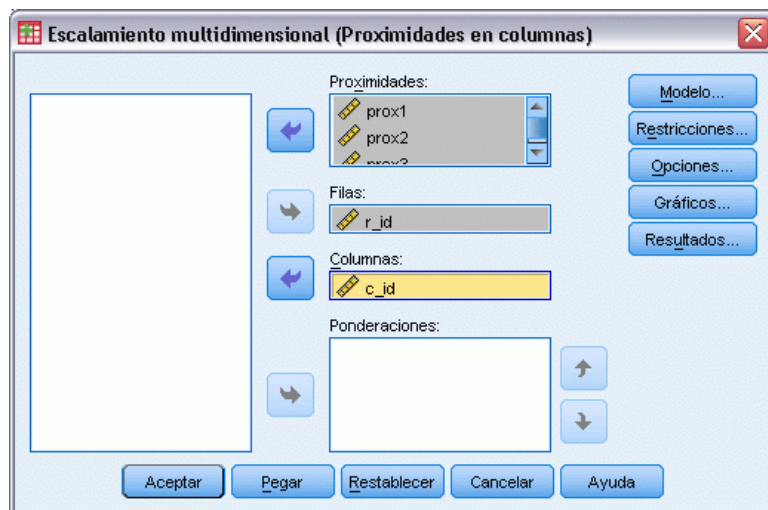 Escalamiento multidimensional (Proximidades en columnas)
Proximidades:
prox1
prox2
prox3
Filas:
r_id
Columnas:
c_id
Ponderaciones:
Modelo...
Restricciones...
Opciones...
Gráficos...
Resultados...
Aceptar
Pegar
Restablecer
Cancelar
Ayuda